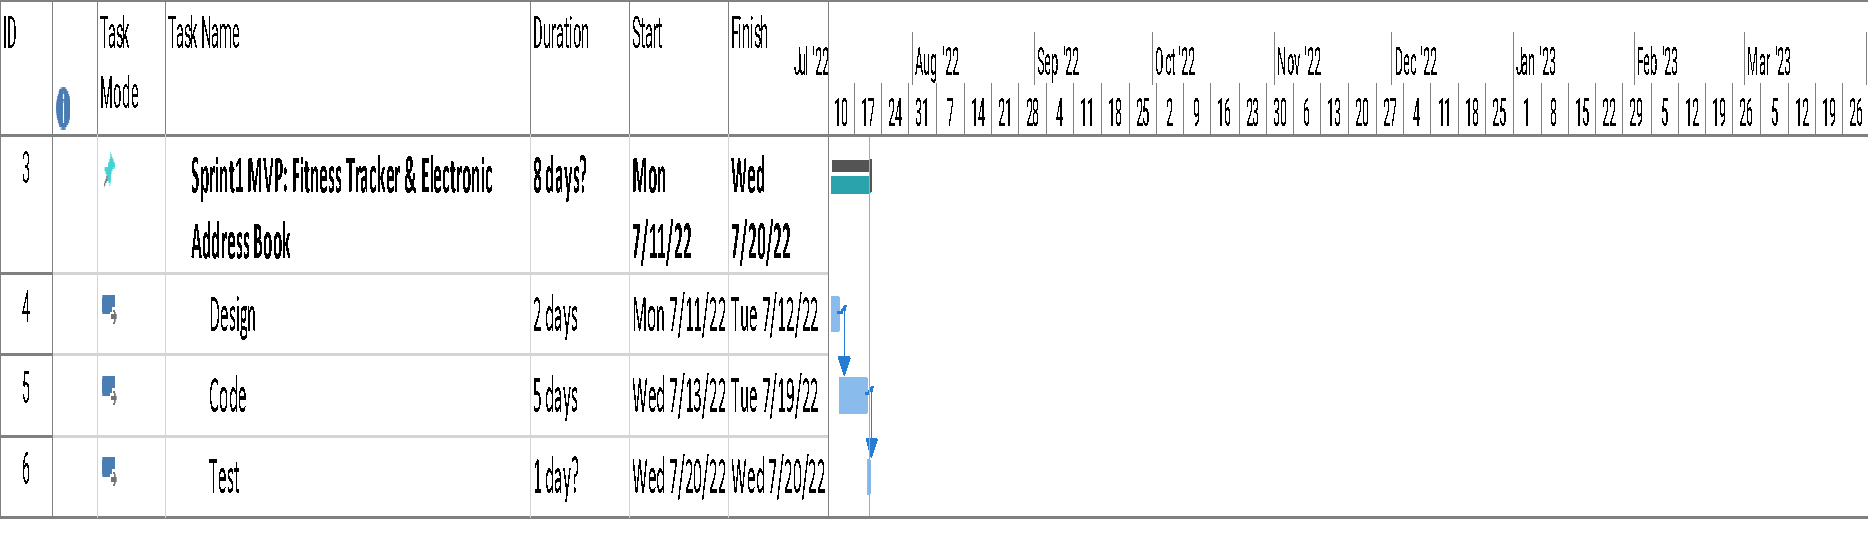 ID Task Mode Task Name Duration Start Finish
Jul '22 Aug '22 Sep '22 Oct '22 Nov '22 Dec '22 Jan '23 Feb '23 Mar '23
10 17 24 31 7 14 21 28 4 11 18 25 2 9 16 23 30 6 13 20 27 4 11 18 25 1 8 15 22 29 5 12 19 26 5 12 19 26
3 Sprint1 MVP: Fitness Tracker & Electronic Address Book 8 days? Mon 7/11/22 Wed 7/20/22
4 Design 2 days Mon 7/11/22 Tue 7/12/22
5 Code 5 days Wed 7/13/22 Tue 7/19/22
6 Test 1 day? Wed 7/20/22 Wed 7/20/22